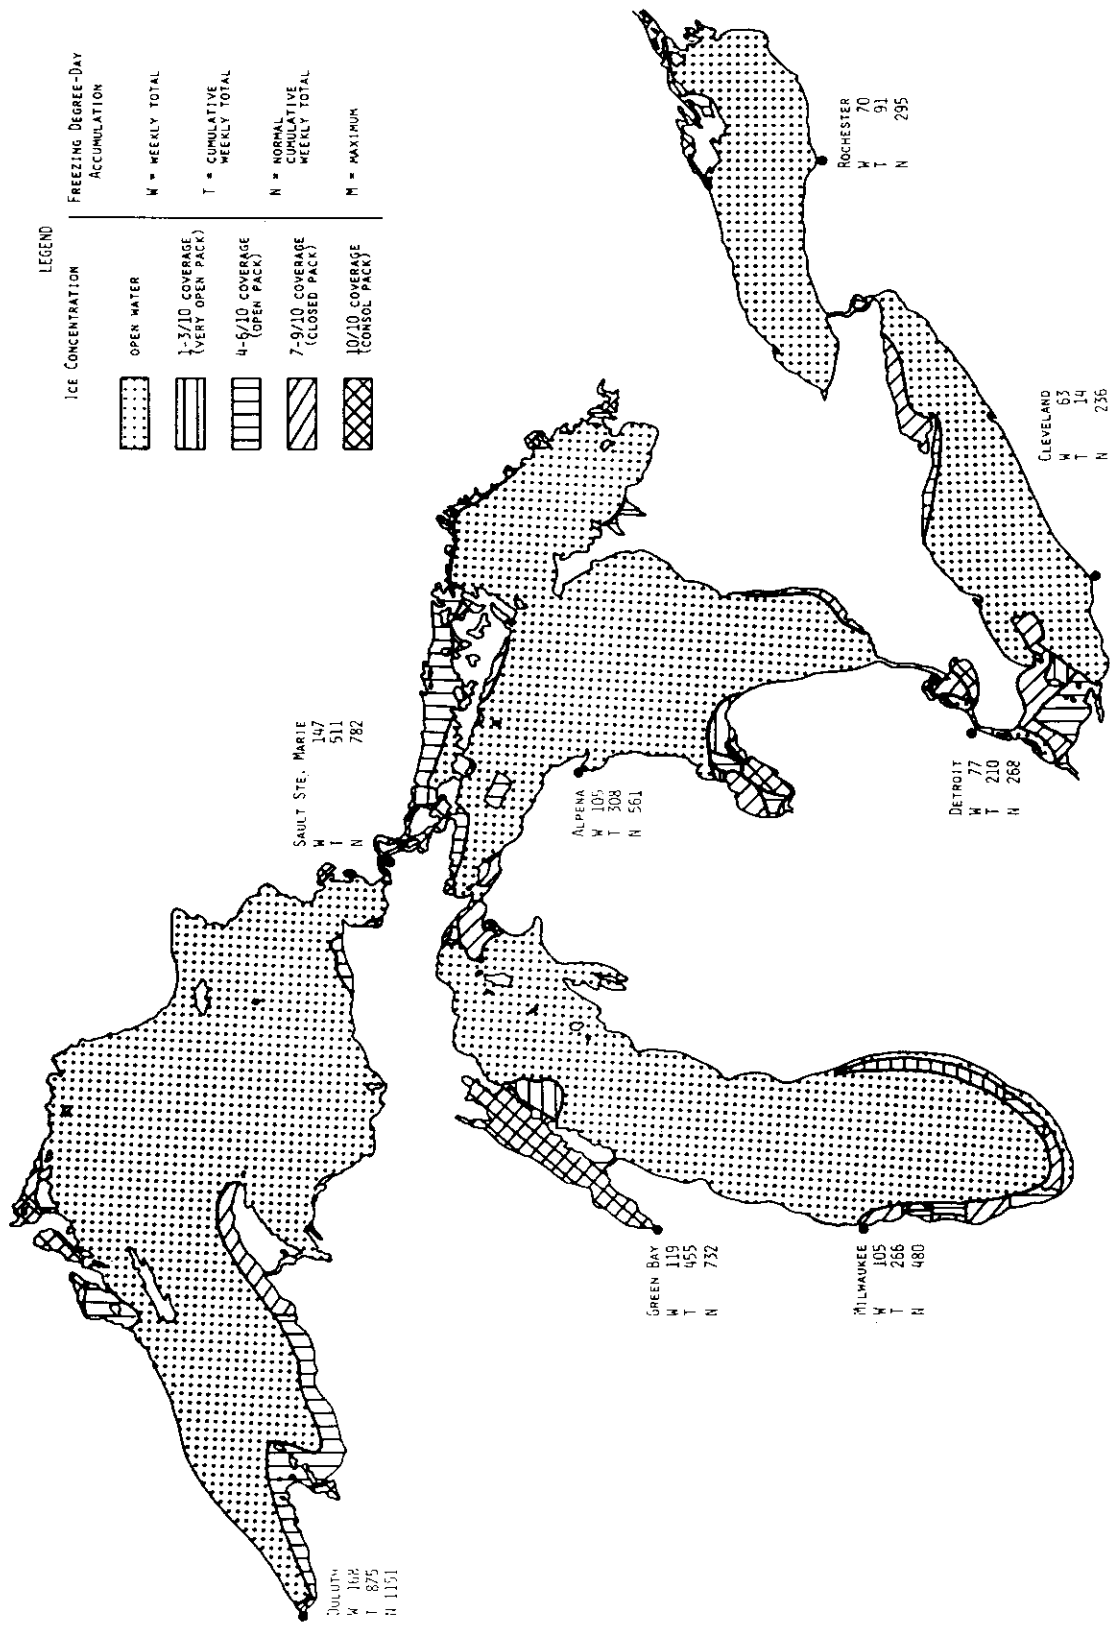 LEGEND
ICE CONCENTRATION
OPEN WATER
1-3/10 COVERAGE
(VERY OPEN PACK)
4-6/10 COVERAGE
(OPEN PACK)
7-9/10 COVERAGE
(CLOSED PACK)
10/10 COVERAGE
(CONSOL PACK)
FREEZING DEGREE-DAY
ACCUMULATION
W = WEEKLY TOTAL
T = CUMULATIVE
WEEKLY TOTAL
N = NORMAL
CUMULATIVE
WEEKLY TOTAL
M = MAXIMUM
DULUTH
W 168
T 875
N 1151
SAULT STE. MARIE
W 147
T 511
N 782
GREEN BAY
W 119
T 455
N 732
MILWAUKEE
W 105
T 266
N 480
ALPENA
W 105
T 308
N 561
DETROIT
W 77
T 210
N 268
CLEVELAND
W 63
T 14
N 236
ROCHESTER
W 70
T 91
N 295